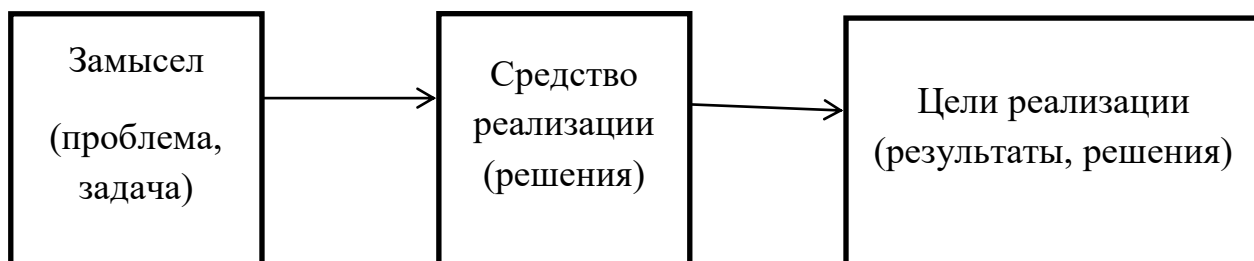 Замысел
(проблема,
задача)
Средство
реализации
(решения)
Цели реализации
(результаты, решения)